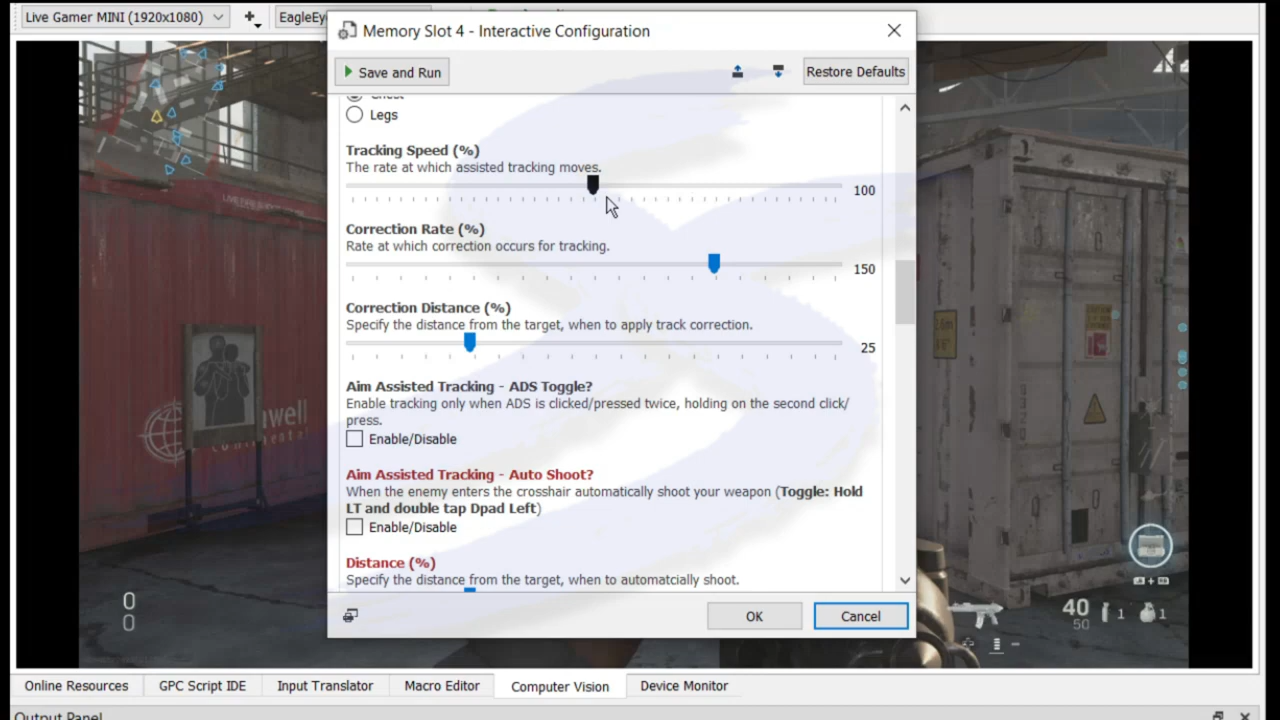 Live Gamer MINI (1920x1080)
EagleEy
Memory Slot 4 - Interactive Configuration
Save and Run
Restore Defaults
Chest
Legs
Tracking Speed (%)
The rate at which assisted tracking moves.
100
Correction Rate (%)
Rate at which correction occurs for tracking.
150
Correction Distance (%)
Specify the distance from the target, when to apply track correction.
25
Aim Assisted Tracking - ADS Toggle?
Enable tracking only when ADS is clicked/pressed twice, holding on the second click/
press.
Enable/Disable
Aim Assisted Tracking - Auto Shoot?
When the enemy enters the crosshair automatically shoot your weapon (Toggle: Hold
LT and double tap Dpad Left)
Enable/Disable
Distance (%)
Specify the distance from the target, when to automatcially shoot.
OK
Cancel
0
0
well
continental
40
50
1
1
Online Resources
GPC Script IDE
Input Translator
Macro Editor
Computer Vision
Device Monitor
Output Panel